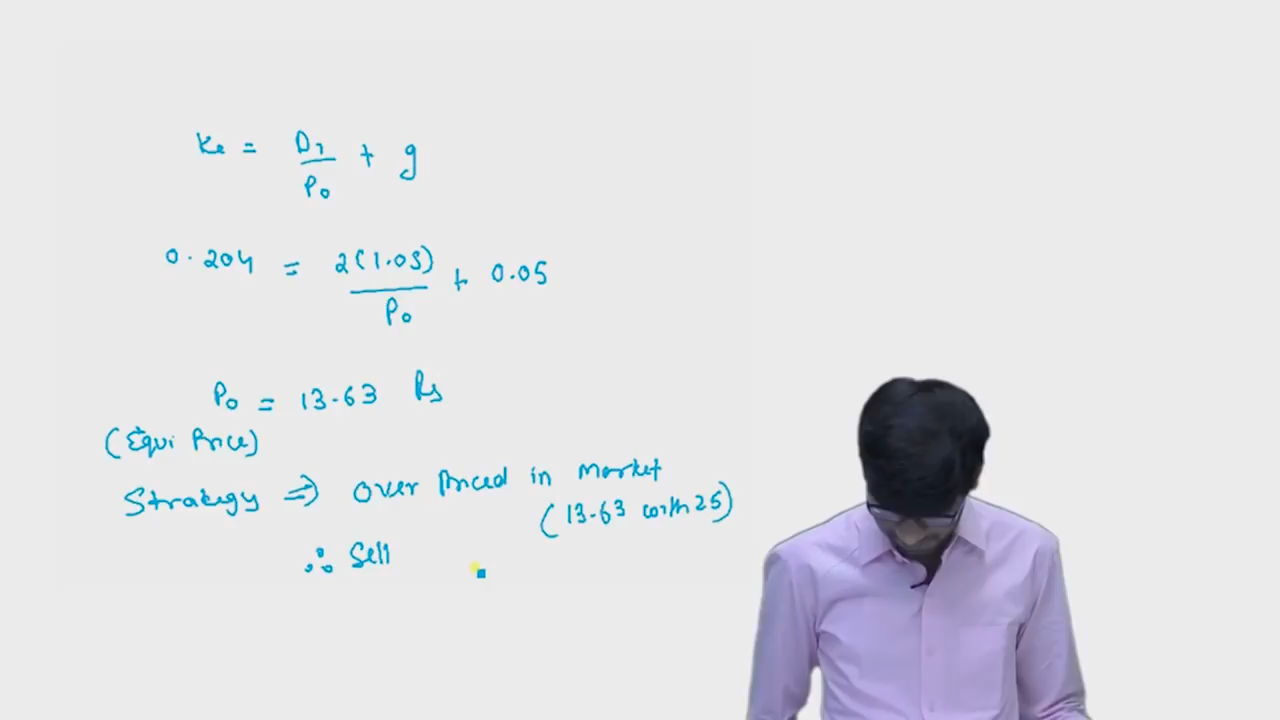 Ke = D1/P0 + g
0.204 = 2(1.05)/P0 + 0.05
P0 = 13.63 Rs
(Equi Price)
Strategy ⇒ Over Priced in Market
(13.63 with 25)
∴ Sell